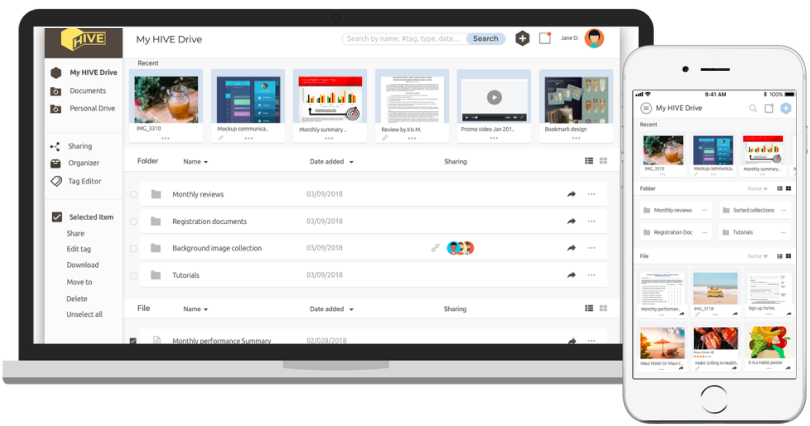 HIVE
My HIVE Drive
Search by name, #tag, type, date....
Search
Jane D.
My HIVE Drive
Documents
Personal Drive
Sharing
Organizer
Tag Editor
Selected Item
Share
Edit tag
Download
Move to
Delete
Unselect all
Recent
IMG_3310
Mockup communica..
Monthly summary ..
Review by Iris M.
Promo video Jan 201..
Bookmark design
Folder Name Date added Sharing
Monthly reviews 03/09/2018
Registration documents 03/09/2018
Background image collection 03/09/2018
Tutorials 03/09/2018
File Name Date added Sharing
Monthly performance Summary 02/028/2018
9:41 AM 100%
My HIVE Drive
Recent
IMG_3310
Mockup communica..
Monthly summary ..
Folder Name
Monthly reviews
Sorted collections
Registration Doc
Tutorials
File Name
Monthly performan..
IMG_3718
Sign up Farms
Make Grilling A Health..
It is a Habit poster